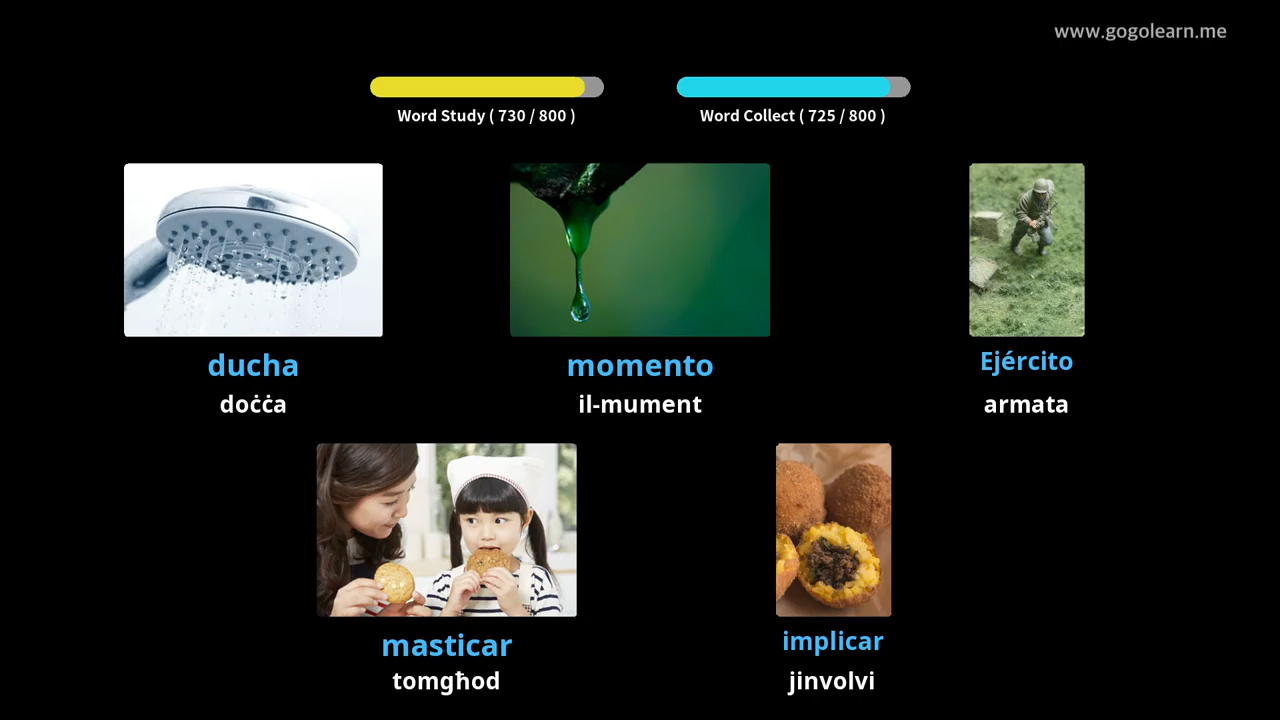 www.gogolearn.me
Word Study ( 730 / 800 )
Word Collect ( 725 / 800 )
ducha
doċċa
momento
il-mument
Ejército
armata
masticar
tomgħod
implicar
jinvolvi